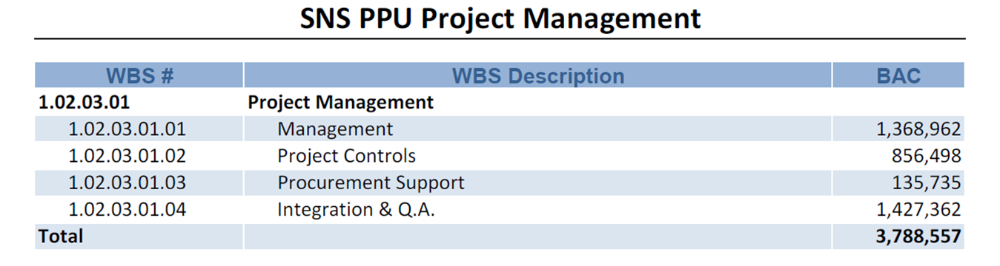 SNS PPU Project Management
WBS # WBS Description BAC
1.02.03.01 Project Management
1.02.03.01.01 Management 1,368,962
1.02.03.01.02 Project Controls 856,498
1.02.03.01.03 Procurement Support 135,735
1.02.03.01.04 Integration & Q.A. 1,427,362
Total 3,788,557